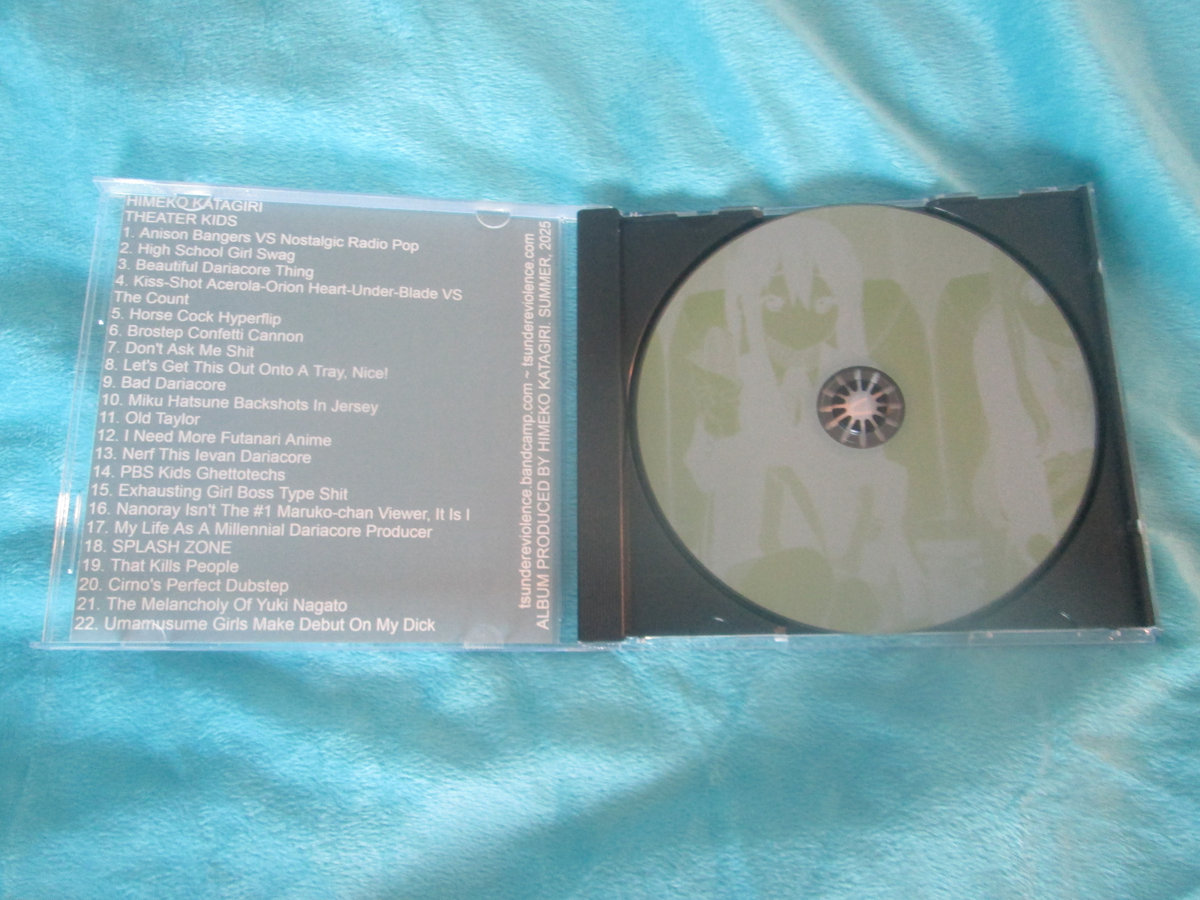 HIMEKO KATAGIRI
THEATER KIDS
1. Anison Bangers VS Nostalgic Radio Pop
2. High School Girl Swag
3. Beautiful Dariacore Thing
4. Kiss-Shot Acerola-Orion Heart-Under-Blade VS
The Count
5. Horse Cock Hyperflip
6. Brostep Confetti Cannon
7. Don't Ask Me Shit
8. Let's Get This Out Onto A Tray, Nice!
9. Bad Dariacore
10. Miku Hatsune Backshots In Jersey
11. Old Taylor
12. I Need More Futanari Anime
13. Nerf This Ievan Dariacore
14. PBS Kids Ghettotechs
15. Exhausting Girl Boss Type Shit
16. Nanoray Isn't The #1 Maruko-chan Viewer, It Is I
17. My Life As A Millennial Dariacore Producer
18. SPLASH ZONE
19. That Kills People
20. Cirno's Perfect Dubstep
21. The Melancholy Of Yuki Nagato
22. Umamusume Girls Make Debut On My Dick
tsundereviolence.bandcamp.com ~ tsundereviolence.com
ALBUM PRODUCED BY HIMEKO KATAGIRI. SUMMER, 2025